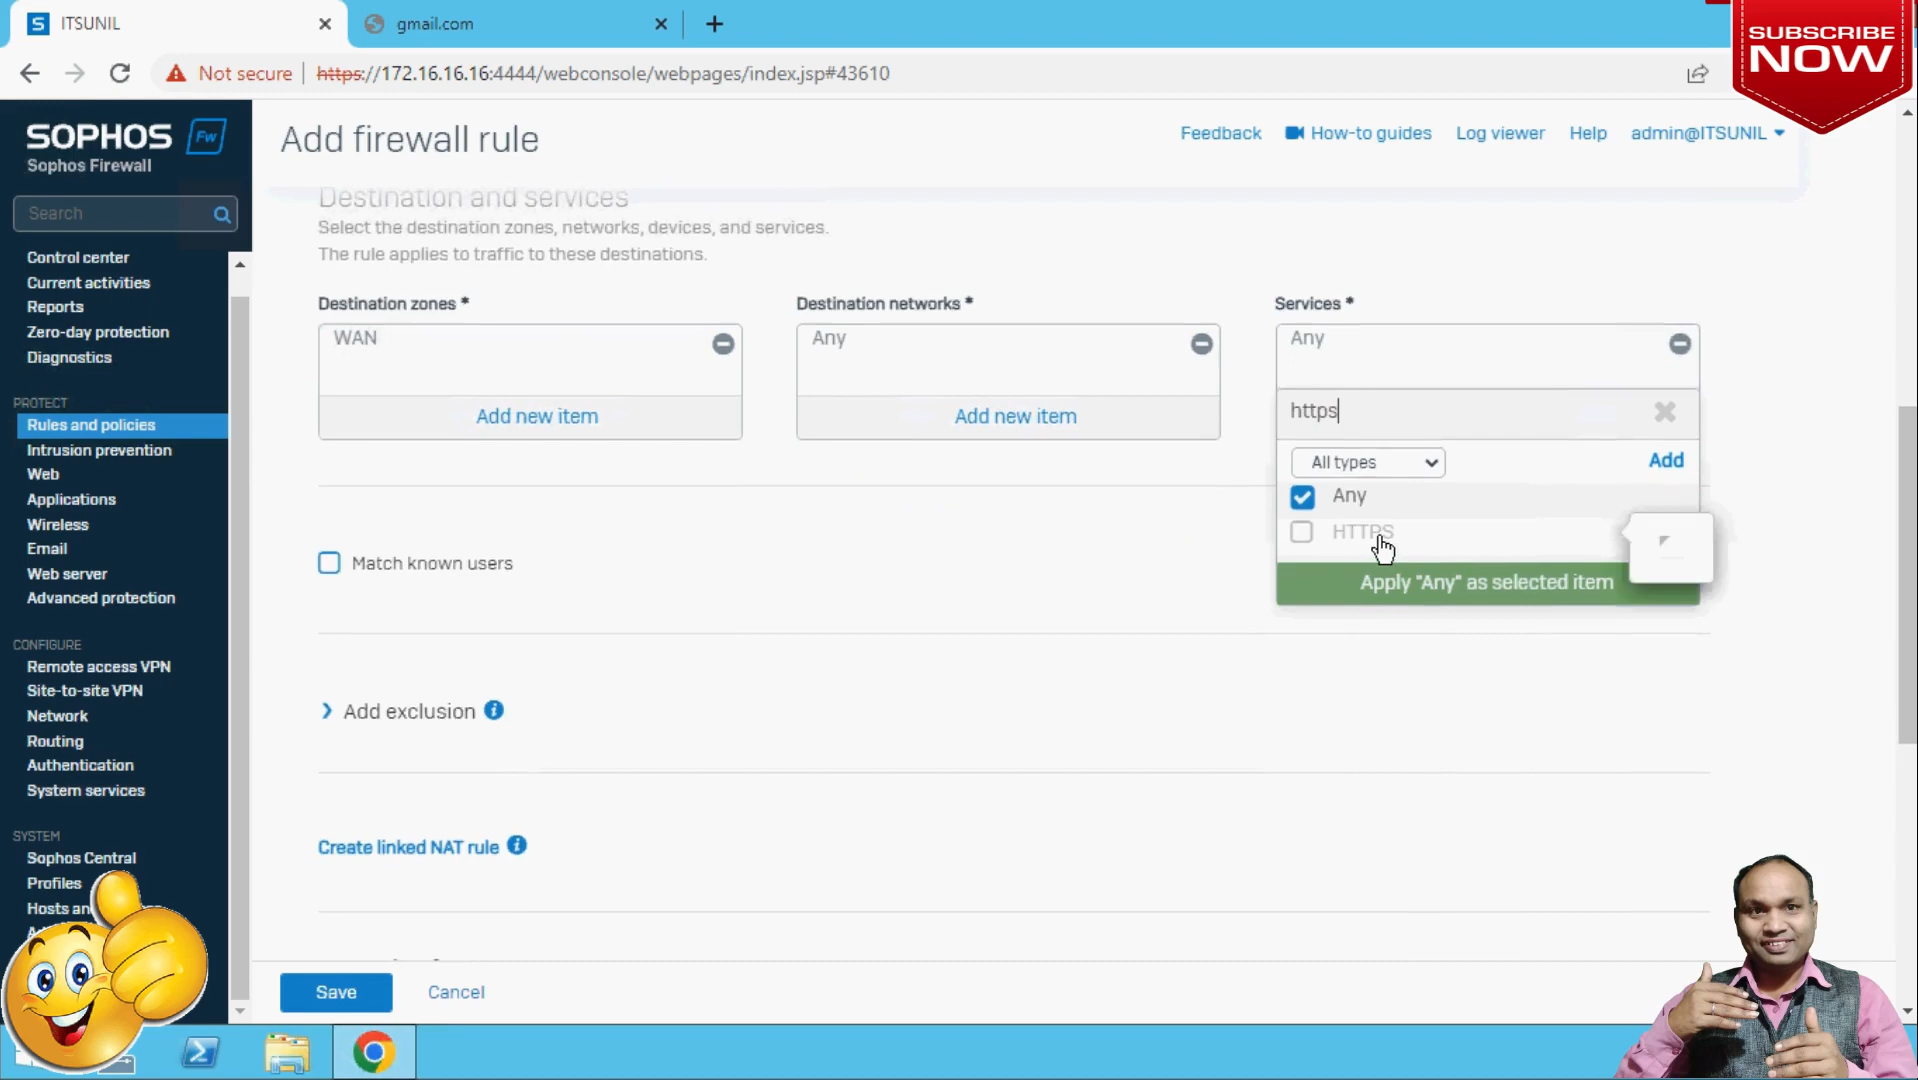 ITSUNIL
gmail.com
SUBSCRIBE
NOW
Not secure
https://172.16.16.16:4444/webconsole/webpages/index.jsp#43610
SOPHOS Fw
Sophos Firewall
Add firewall rule
Feedback
How-to guides
Log viewer
Help
admin@ITSUNIL
Search
Control center
Current activities
Reports
Zero-day protection
Diagnostics
PROTECT
Rules and policies
Intrusion prevention
Web
Applications
Wireless
Email
Web server
Advanced protection
CONFIGURE
Remote access VPN
Site-to-site VPN
Network
Routing
Authentication
System services
SYSTEM
Sophos Central
Profiles
Hosts an
Destination and services
Select the destination zones, networks, devices, and services.
The rule applies to traffic to these destinations.
Destination zones *
WAN
Add new item
Destination networks *
Any
Add new item
Services *
Any
https
All types
Add
Any
HTTPS
Apply "Any" as selected item
Match known users
Add exclusion
Create linked NAT rule
Save
Cancel